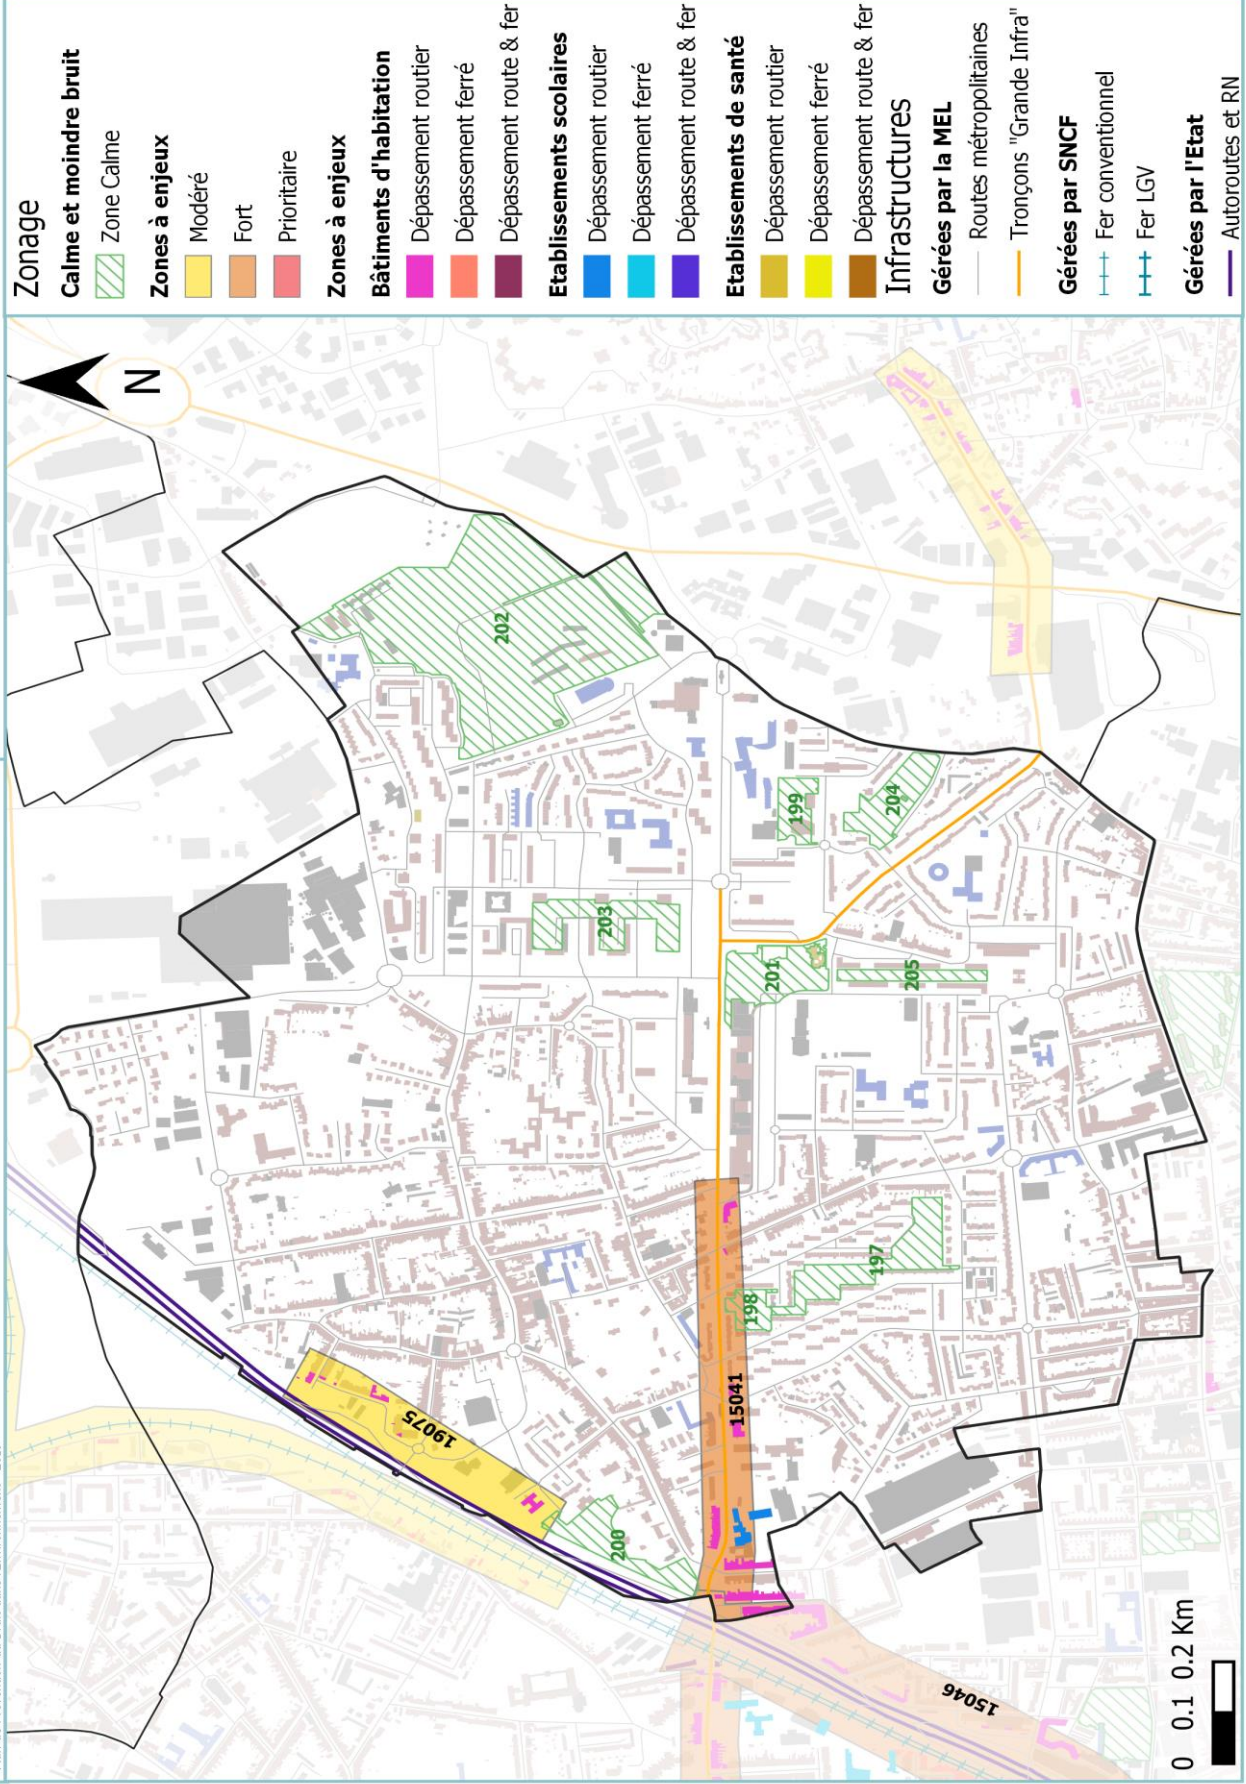 Zonage
Calme et moindre bruit
Zone Calme
Zones à enjeux
Modéré
Fort
Prioritaire
Zones à enjeux
Bâtiments d'habitation
Dépassement routier
Dépassement ferré
Dépassement route & fer
Etablissements scolaires
Dépassement routier
Dépassement ferré
Dépassement route & fer
Etablissements de santé
Dépassement routier
Dépassement ferré
Dépassement route & fer
Infrastructures
Gérées par la MEL
Routes métropolitaines
Tronçons "Grande Infra"
Gérées par SNCF
Fer conventionnel
Fer LGV
Gérées par l'Etat
Autoroutes et RN
N
202
199
204
203
201
205
197
198
15041
19075
200
15046
0 0.1 0.2 Km